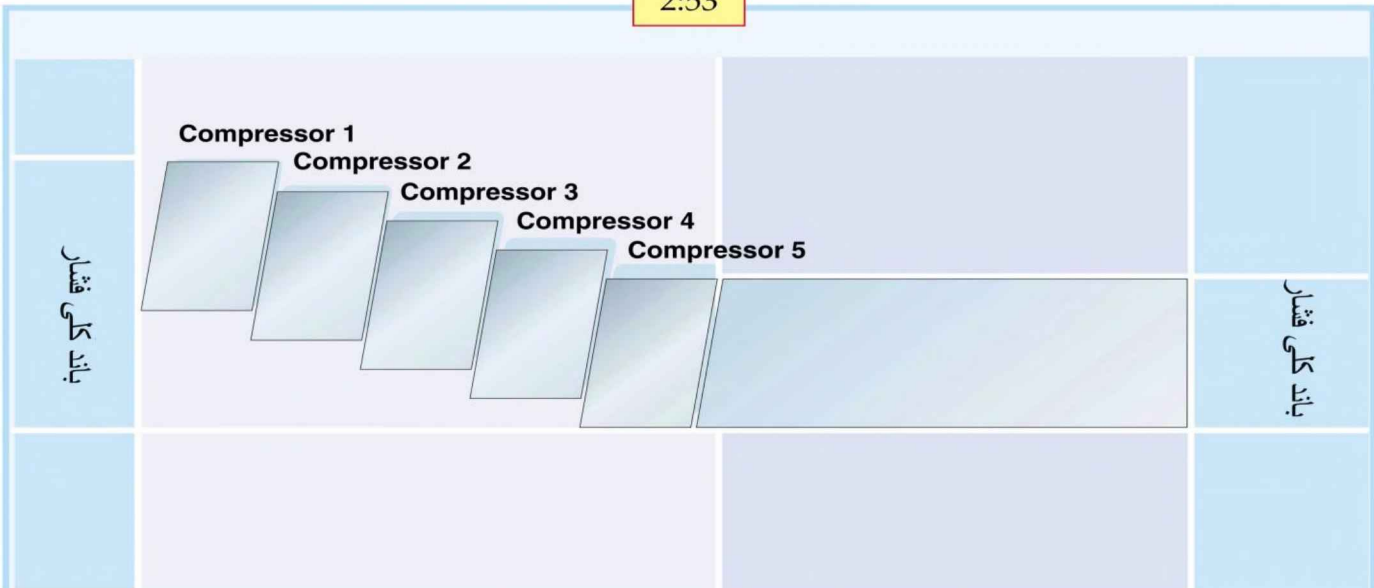 2:53
Compressor 1
Compressor 2
Compressor 3
Compressor 4
Compressor 5
باند کلی فشار
باند کلی فشار